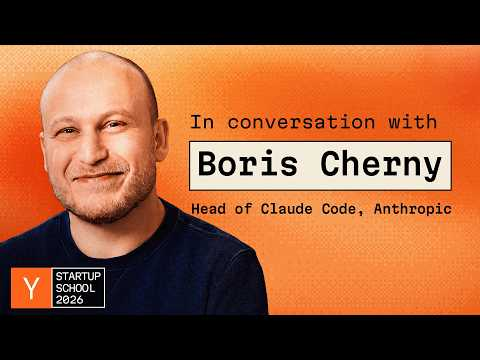 In conversation with
Boris Cherny
Head of Claude Code, Anthropic
Y
STARTUP
SCHOOL
2026